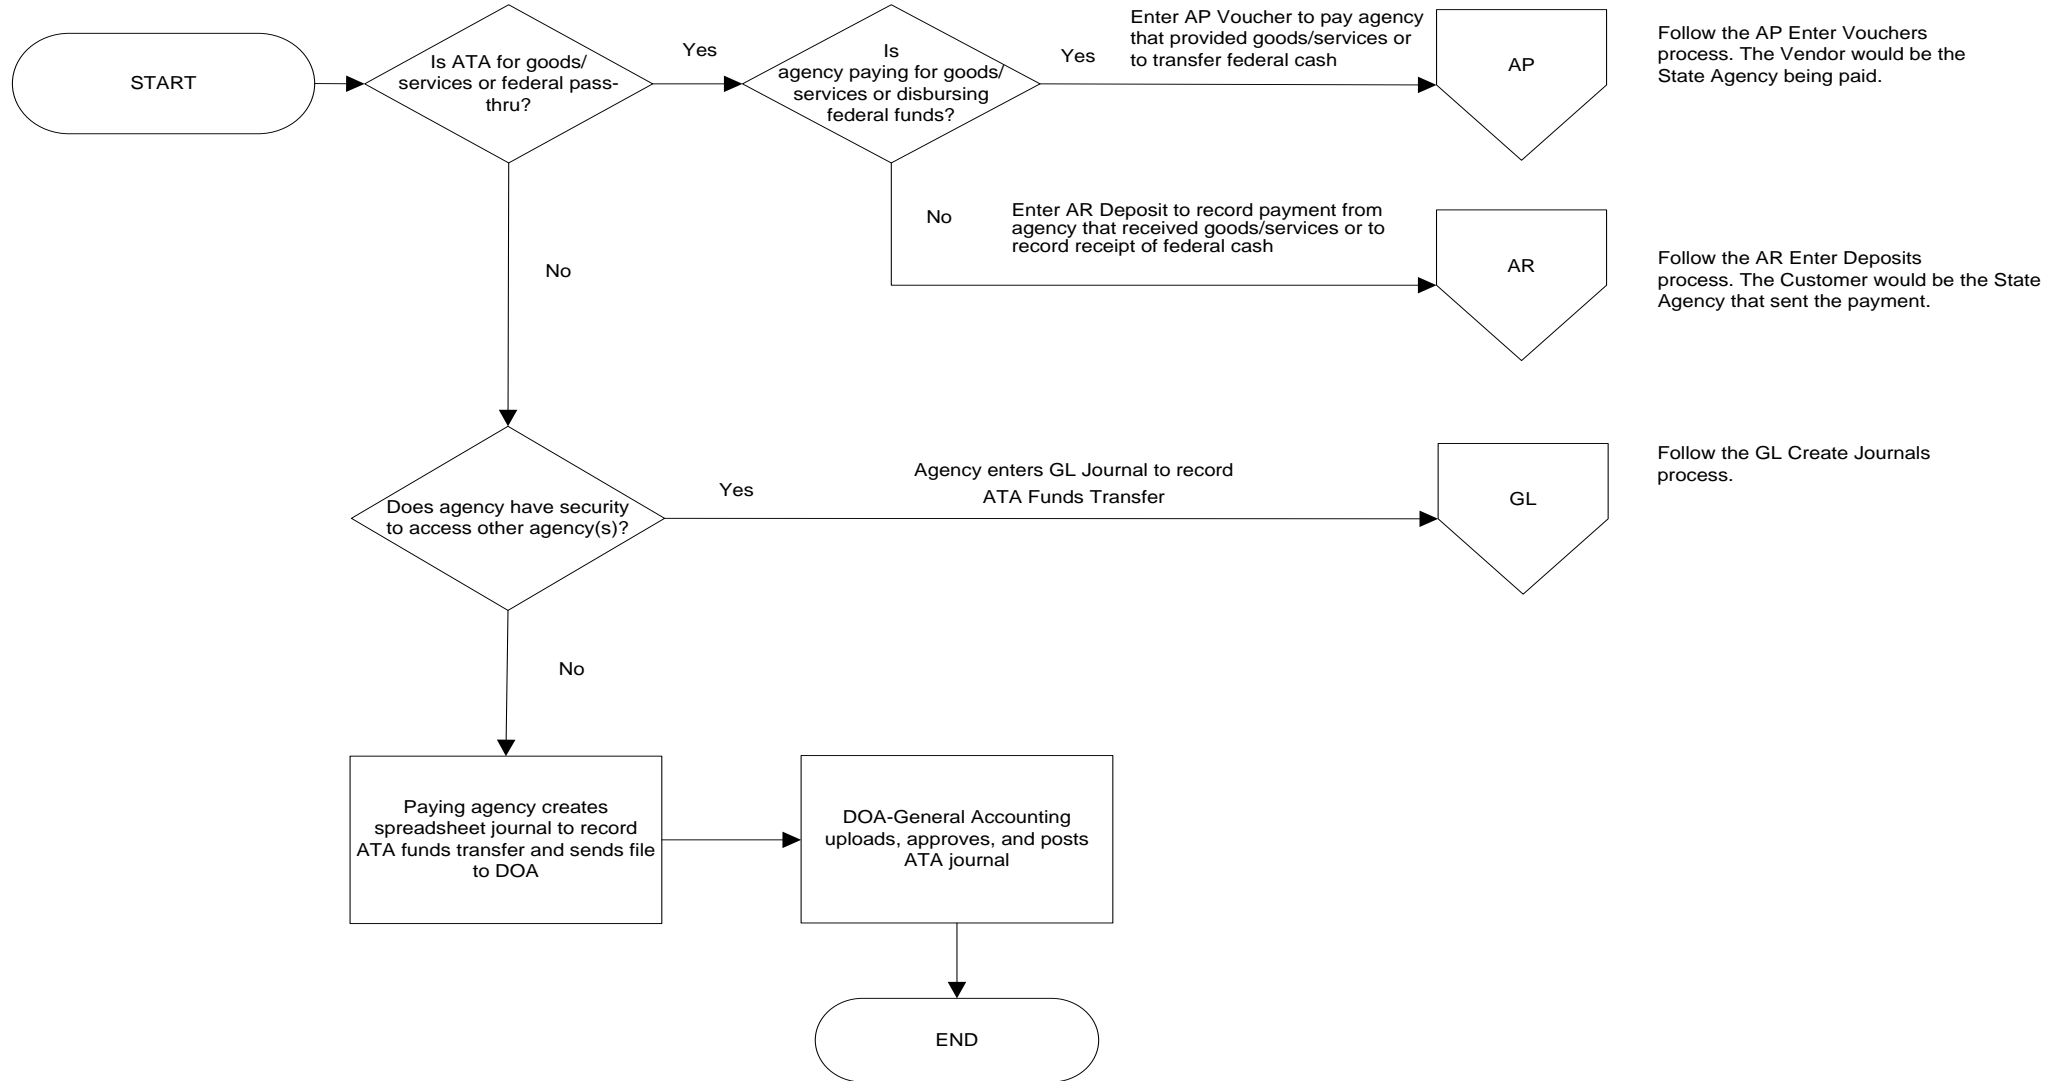 START
Is ATA for goods/
services or federal pass-
thru?
Yes
Is
agency paying for goods/
services or disbursing
federal funds?
Yes
Enter AP Voucher to pay agency
that provided goods/services or
to transfer federal cash
AP
Follow the AP Enter Vouchers
process. The Vendor would be the
State Agency being paid.
No
Enter AR Deposit to record payment from
agency that received goods/services or to
record receipt of federal cash
AR
Follow the AR Enter Deposits
process. The Customer would be the State
Agency that sent the payment.
No
Does agency have security
to access other agency(s)?
Yes
Agency enters GL Journal to record
ATA Funds Transfer
GL
Follow the GL Create Journals
process.
No
Paying agency creates
spreadsheet journal to record
ATA funds transfer and sends file
to DOA
DOA-General Accounting
uploads, approves, and posts
ATA journal
END